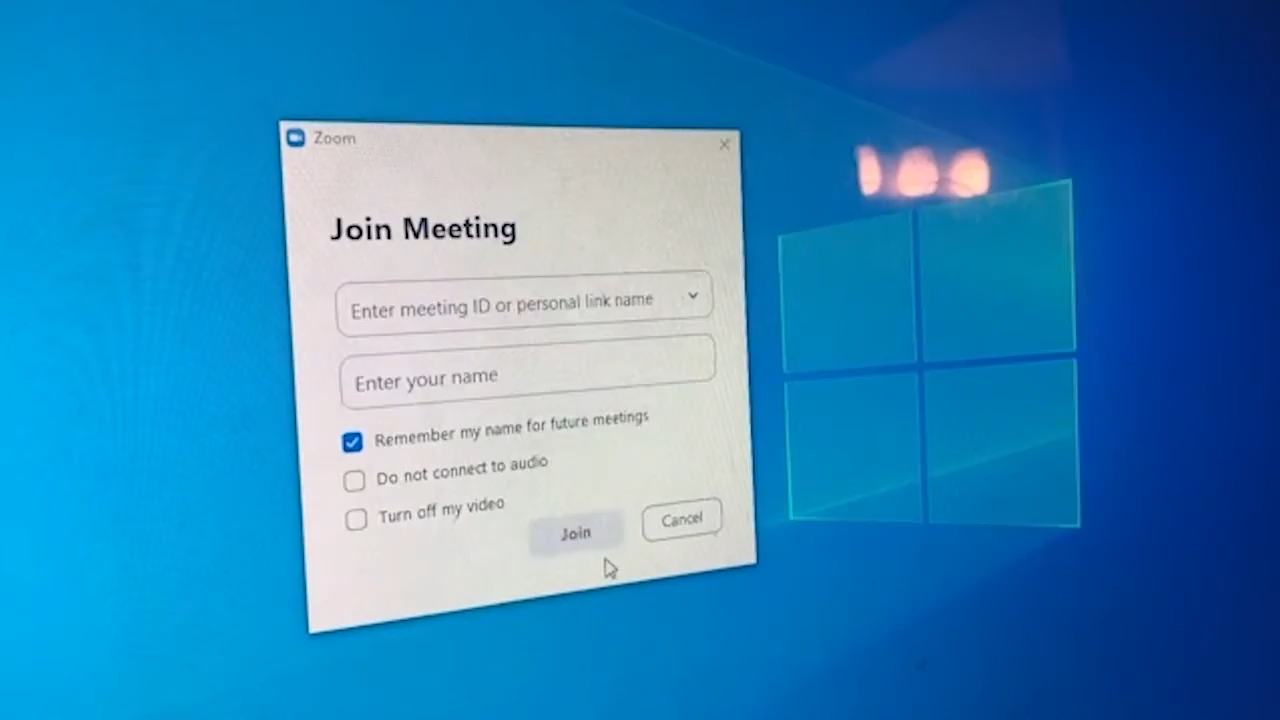 Zoom
Join Meeting
Enter meeting ID or personal link name
Enter your name
Remember my name for future meetings
Do not connect to audio
Turn off my video
Join
Cancel